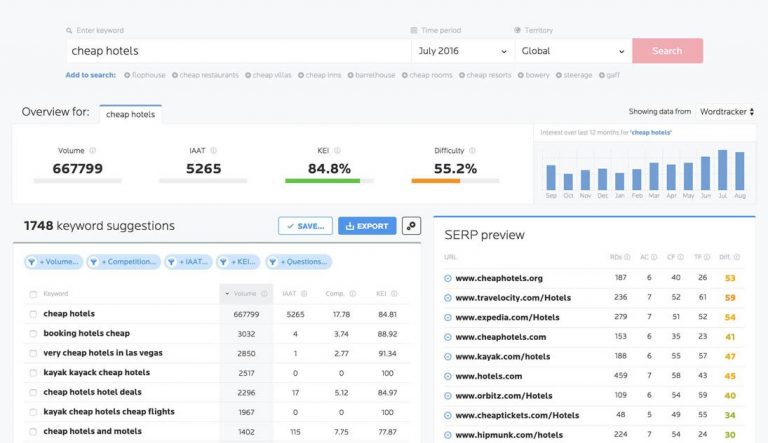 Enter keyword Time period Territory
cheap hotels July 2016 Global Search
Add to search: flophouse cheap restaurants cheap villas cheap inns barrelhouse cheap rooms cheap resorts bowery steerage gaff
Overview for: cheap hotels Showing data from Wordtracker
Volume IAAT KEI Difficulty
667799 5265 84.8% 55.2%
Interest over last 12 months for 'cheap hotels'
Sep Oct Nov Dec Jan Feb Mar Apr May Jun Jul Aug
1748 keyword suggestions SAVE... EXPORT
+ Volume... + Competition... + IAAT... + KEI... + Questions...
Keyword Volume IAAT Comp. KEI
cheap hotels 667799 5265 17.78 84.81
booking hotels cheap 3032 4 3.74 88.92
very cheap hotels in las vegas 2850 1 2.77 91.34
kayak kayack cheap hotels 2517 0 0 100
cheap hotels hotel deals 2296 17 5.12 84.97
kayak cheap hotels cheap flights 1967 0 0 100
cheap hotels and motels 1402 115 7.75 77.87
SERP preview
URL RDs AC CF TF Diff.
www.cheaphotels.org 187 6 40 26 53
www.travelocity.com/Hotels 236 7 52 61 59
www.expedia.com/Hotels 279 7 51 52 54
www.cheaphotels.com 153 6 35 23 41
www.kayak.com/hotels 188 6 55 57 47
www.hotels.com 459 7 58 43 45
www.orbitz.com/Hotels 109 6 54 59 40
www.cheaptickets.com/Hotels 48 5 49 55 34
www.hipmunk.com/hotels 224 7 54 24 30